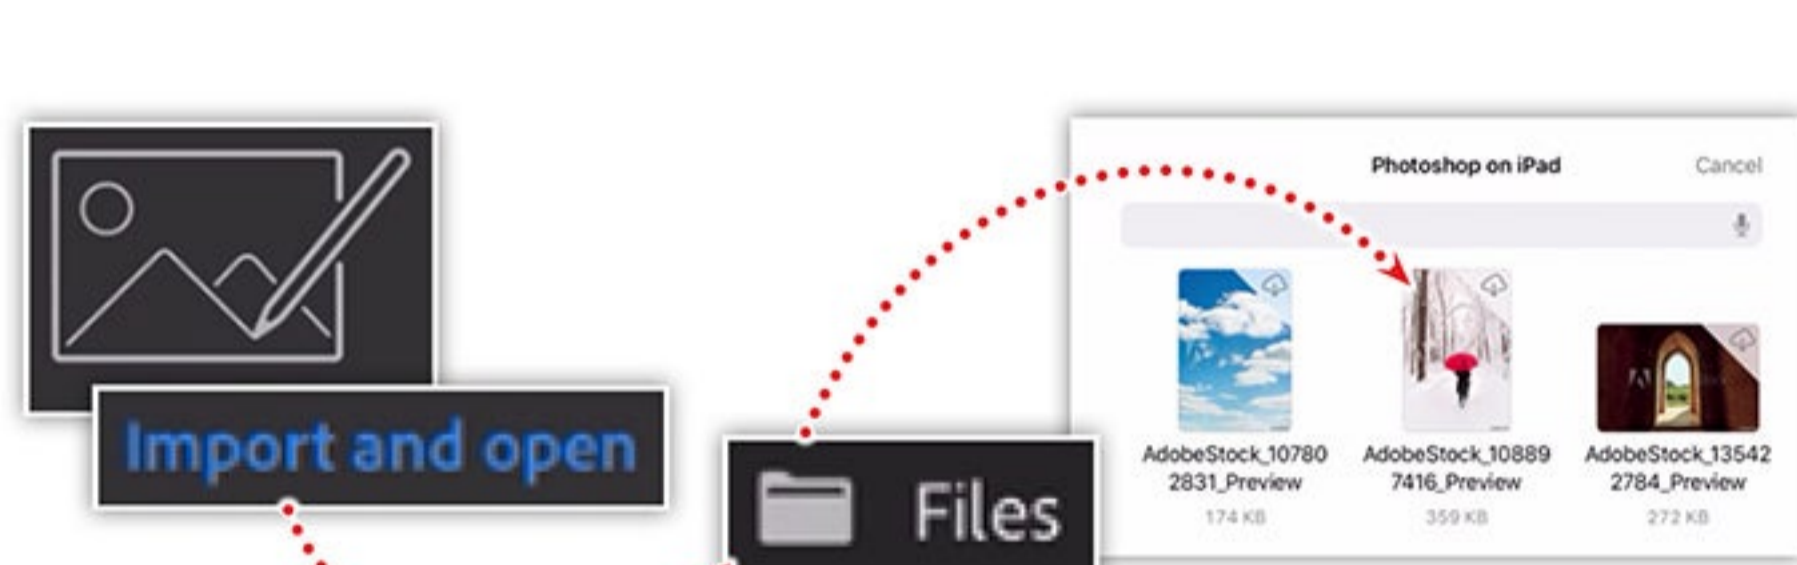 Import and open
Files
Photoshop on iPad
Cancel
AdobeStock_10780
2831_Preview
174 KB
AdobeStock_10889
7416_Preview
359 KB
AdobeStock_13542
2784_Preview
272 KB